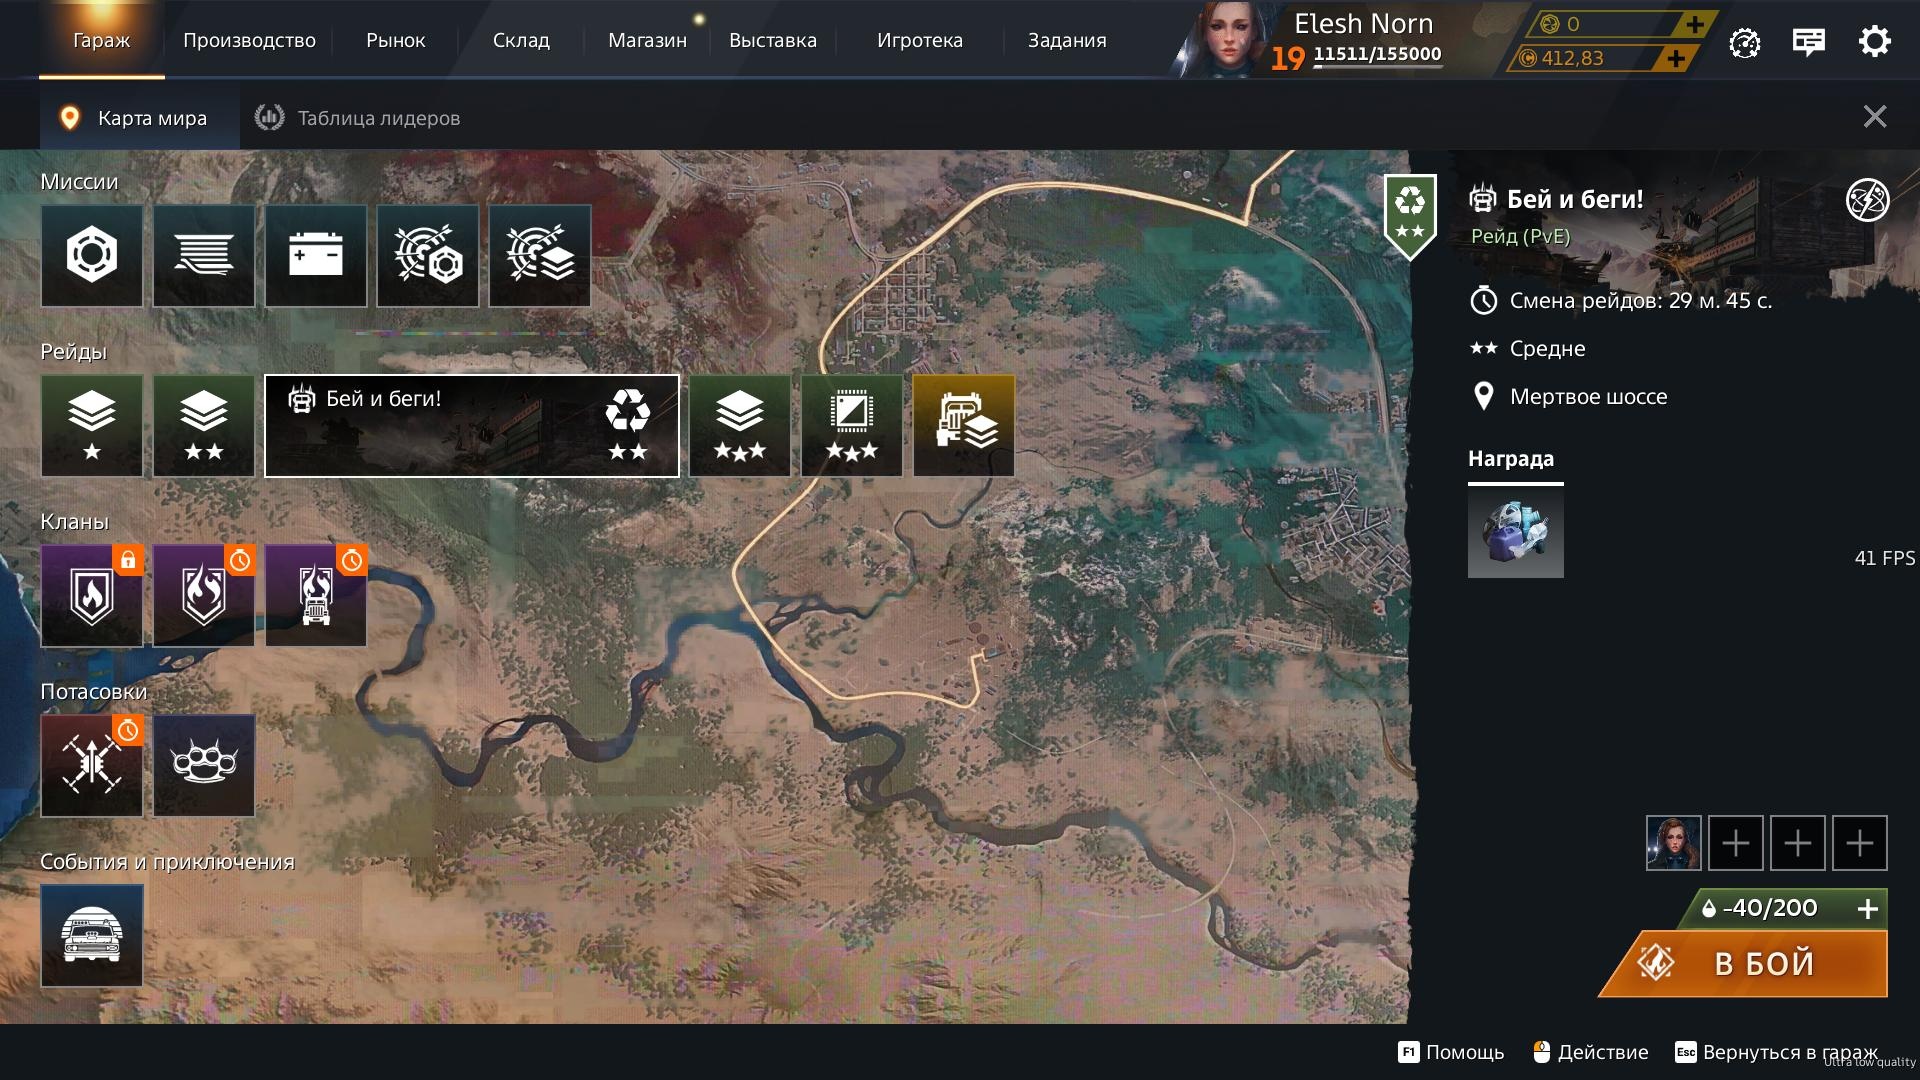 Гараж
Производство
Рынок
Склад
Магазин
Выставка
Игротека
Задания
Elesh Norn
19 11511/155000
0
412,83
Карта мира
Таблица лидеров
Миссии
Рейды
Бей и беги!
Кланы
Потасовки
События и приключения
Бей и беги!
Рейд (PvE)
Смена рейдов: 29 м. 45 с.
Средне
Мертвое шоссе
Награда
41 FPS
-40/200
В БОЙ
F1 Помощь
Действие
Esc Вернуться в гараж
Ultra low quality